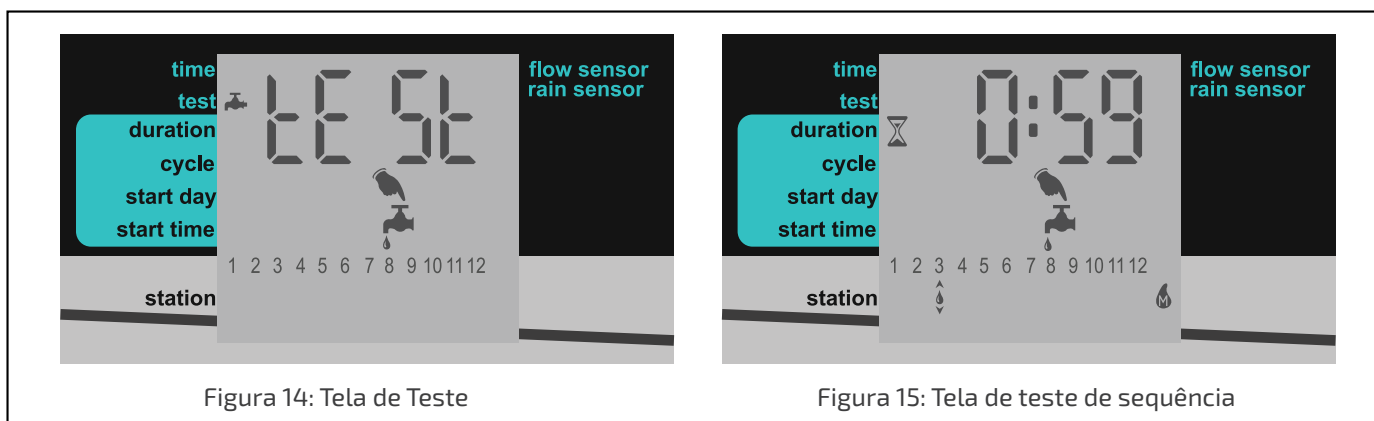 time
test
duration
cycle
start day
start time
station
tESt
flow sensor
rain sensor
1 2 3 4 5 6 7 8 9 10 11 12
Figura 14: Tela de Teste
time
test
duration
cycle
start day
start time
station
0:59
flow sensor
rain sensor
1 2 3 4 5 6 7 8 9 10 11 12
M
Figura 15: Tela de teste de sequência